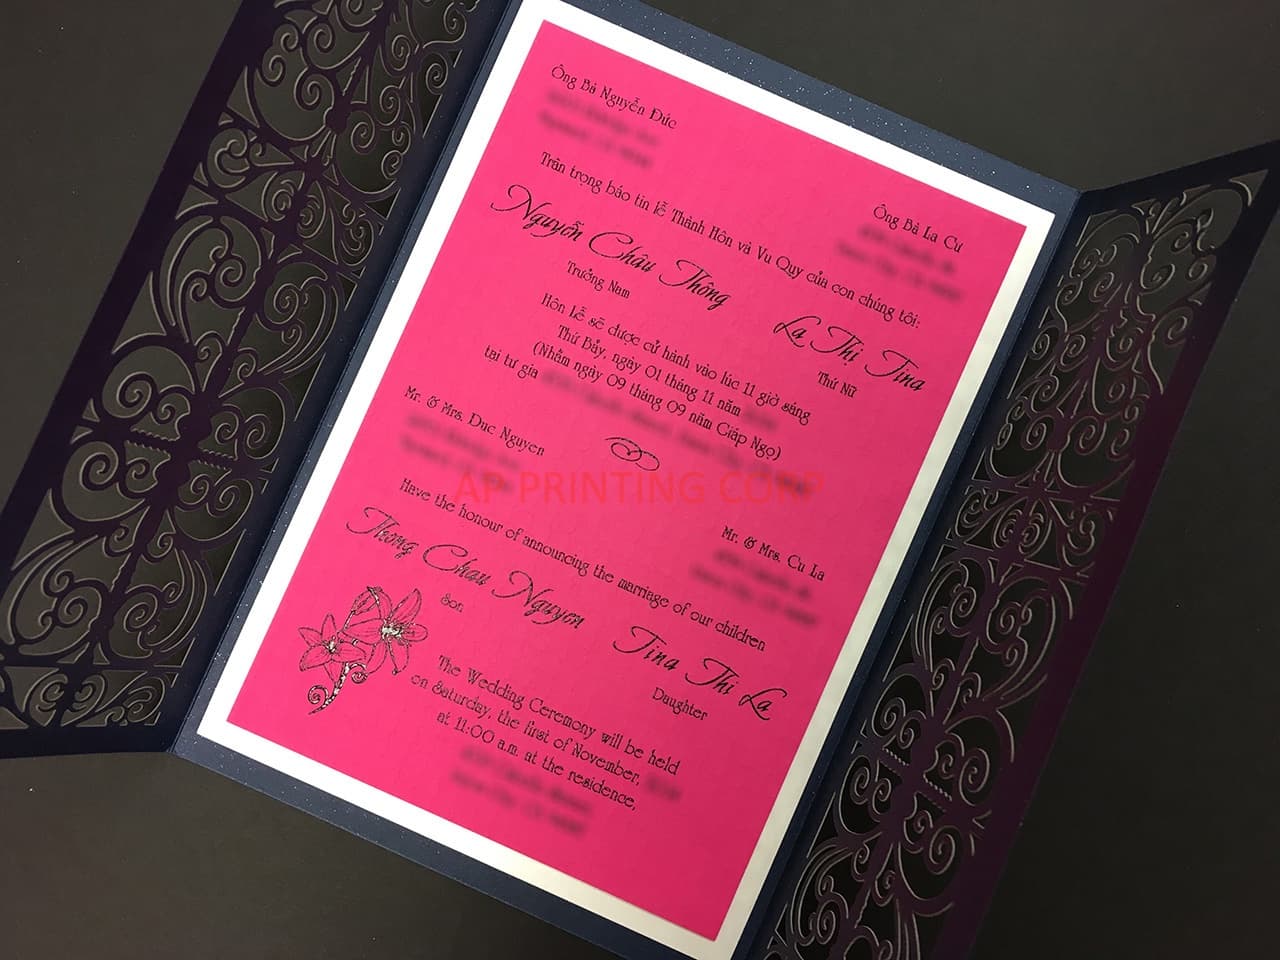 Ông Bà Nguyễn Đức
Ông Bà La Cư
Trân trọng báo tin lễ Thành Hôn và Vu Quy của con chúng tôi:
Nguyễn Châu Thông
Trưởng Nam
La Thị Tina
Thứ Nữ
Hôn lễ sẽ được cử hành vào lúc 11 giờ sáng
Thứ Bảy, ngày 01 tháng 11 năm
(Nhằm ngày 09 tháng 09 năm Giáp Ngọ)
tại tư gia
Mr. & Mrs. Duc Nguyen
AP PRINTING CORP
Mr. & Mrs. Cu La
Have the honour of announcing the marriage of our children
Thong Chau Nguyen
Son
Tina Thi La
Daughter
The Wedding Ceremony will be held
on Saturday, the first of November,
at 11:00 a.m. at the residence,